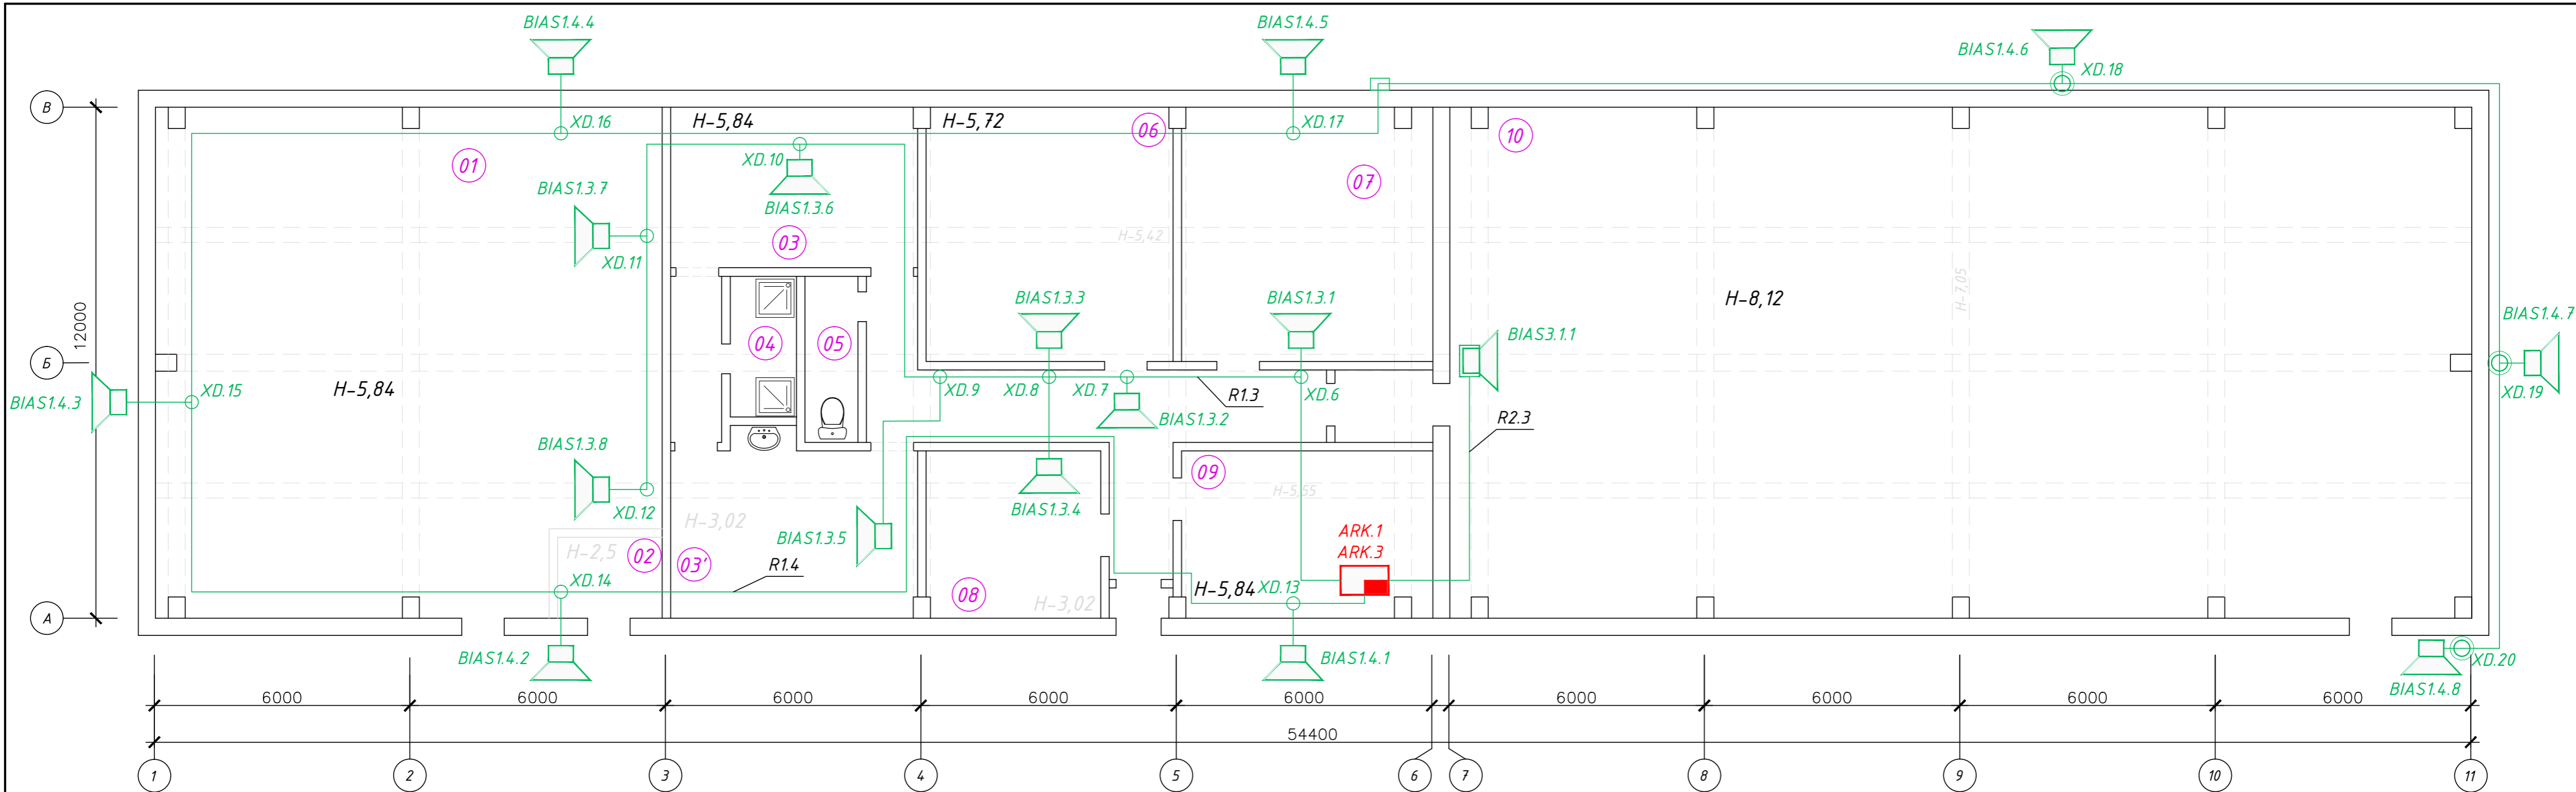 BIAS1.4.4
BIAS1.4.5
BIAS1.4.6
XD.18
В
XD.16
H-5,84
H-5,72
06
XD.17
10
01
XD.10
07
BIAS1.3.7
BIAS1.3.6
03
H-5,42
XD.11
H-7,05
BIAS1.3.3
BIAS1.3.1
H-8,12
BIAS1.4.7
12000
04
05
BIAS3.1.1
Б
H-5,84
XD.15
BIAS1.4.3
XD.9
XD.8
XD.7
R1.3
XD.6
XD.19
BIAS1.3.2
R2.3
BIAS1.3.8
09
H-5,55
XD.12
H-3,02
BIAS1.3.4
BIAS1.3.5
ARK.1
ARK.3
H-2,5
02
03'
R1.4
XD.14
08
H-3,02
H-5,84
XD.13
А
BIAS1.4.2
BIAS1.4.1
XD.20
BIAS1.4.8
6000
6000
6000
6000
6000
6000
6000
6000
6000
54400
1
2
3
4
5
6
7
8
9
10
11